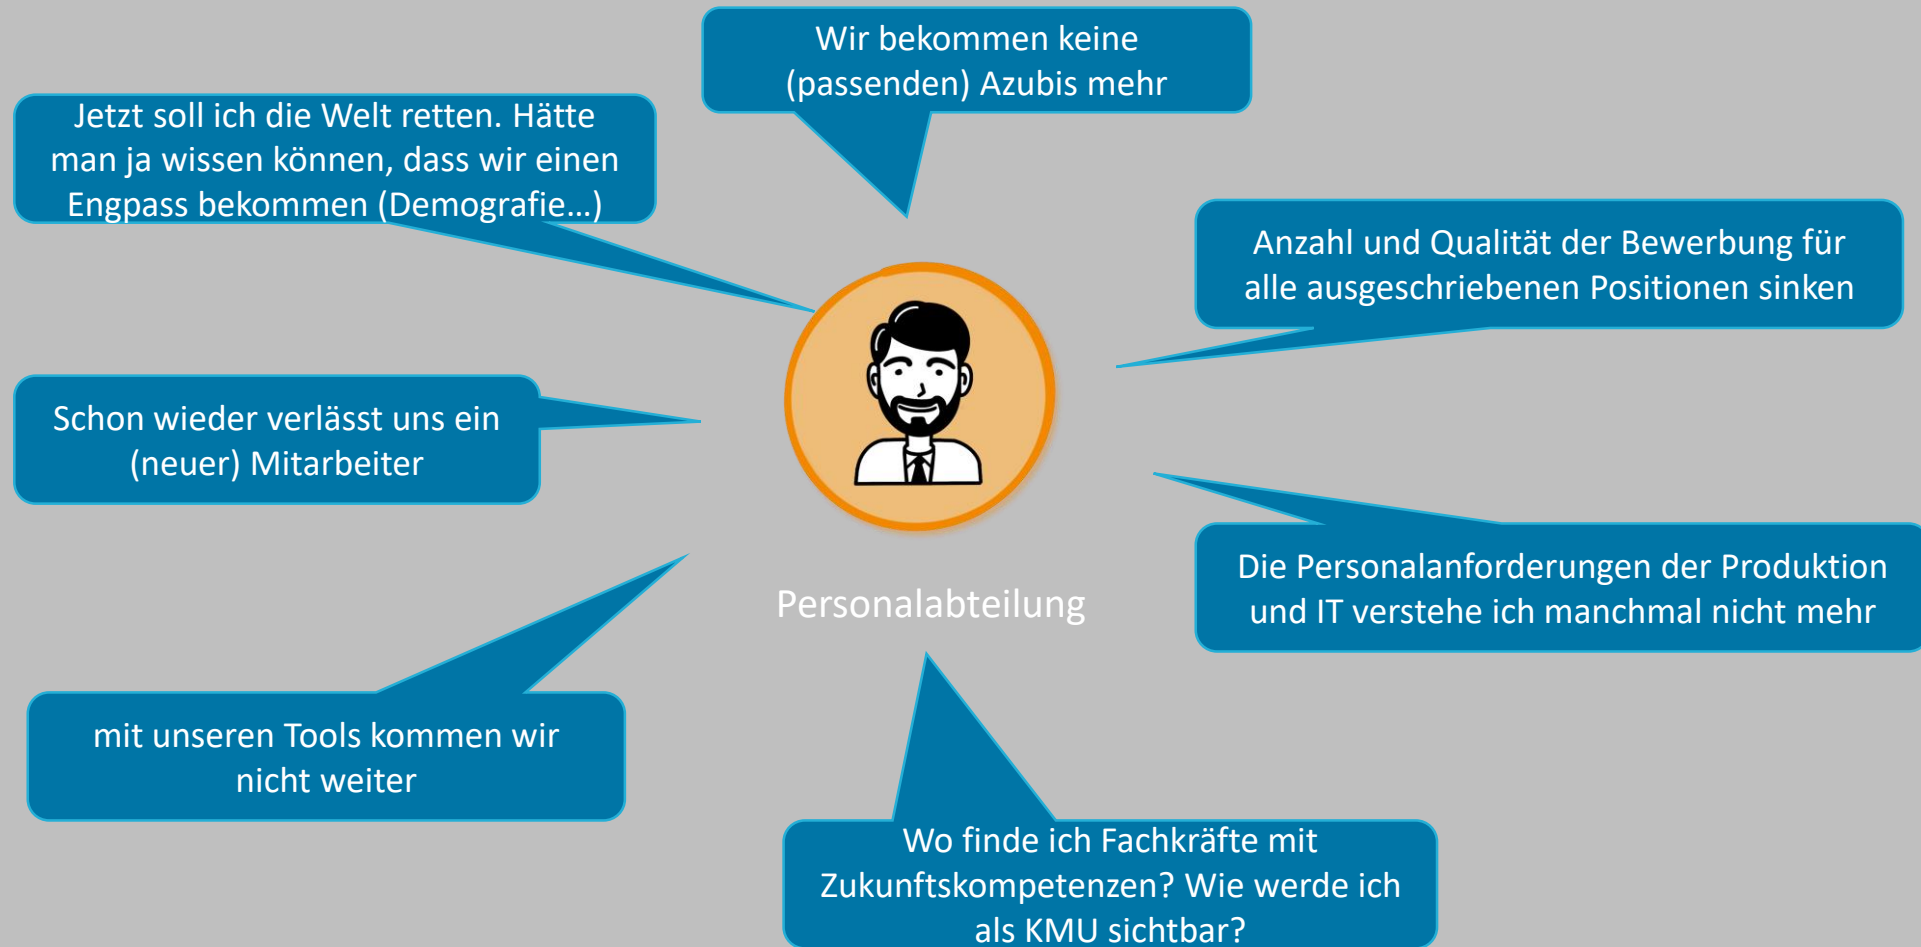 Wir bekommen keine
(passenden) Azubis mehr
Jetzt soll ich die Welt retten. Hätte
man ja wissen können, dass wir einen
Engpass bekommen (Demografie…)
Anzahl und Qualität der Bewerbung für
alle ausgeschriebenen Positionen sinken
Schon wieder verlässt uns ein
(neuer) Mitarbeiter
Die Personalanforderungen der Produktion
und IT verstehe ich manchmal nicht mehr
Personalabteilung
mit unseren Tools kommen wir
nicht weiter
Wo finde ich Fachkräfte mit
Zukunftskompetenzen? Wie werde ich
als KMU sichtbar?